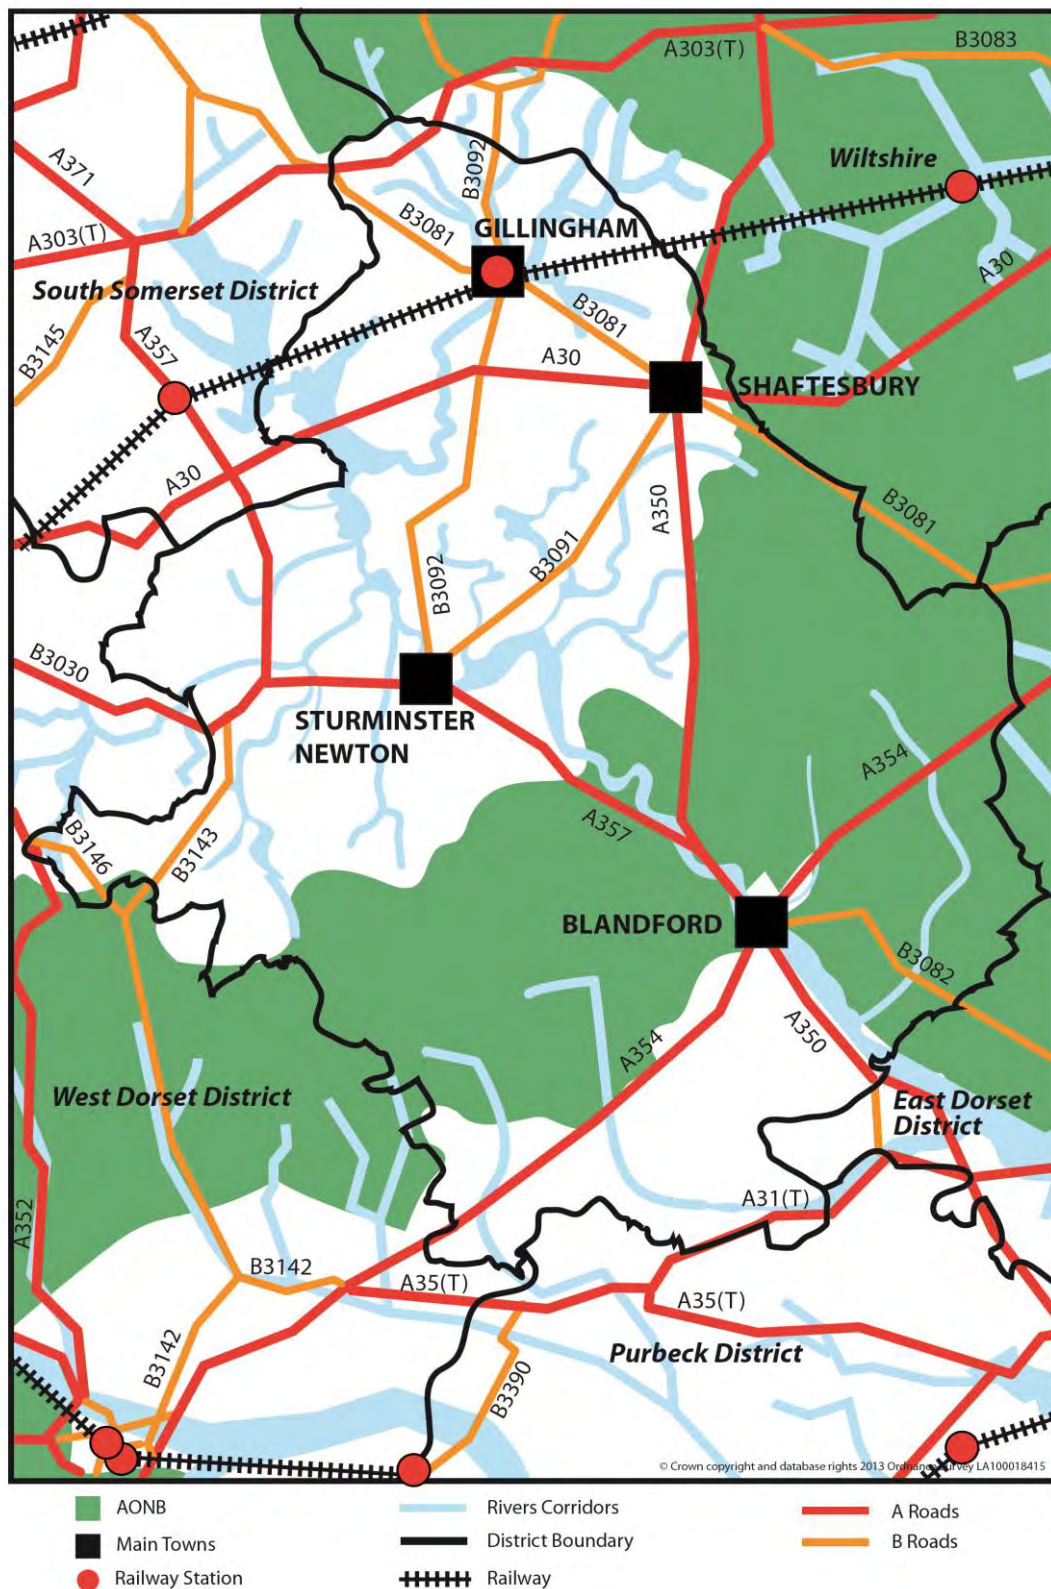 A303(T)
B3083
A371
B3092
Wiltshire
A303(T)
B3081
GILLINGHAM
A30
South Somerset District
B3081
B3145
A357
A30
SHAFTESBURY
A30
A350
B3081
B3092
B3091
B3030
STURMINSTER
NEWTON
A354
A357
B3146
B3143
BLANDFORD
B3082
A350
A354
West Dorset District
East Dorset
District
A352
A31(T)
B3142
A35(T)
A35(T)
B3142
Purbeck District
B3390
© Crown copyright and database rights 2013 Ordnance Survey LA100018415
AONB
Rivers Corridors
A Roads
Main Towns
District Boundary
B Roads
Railway Station
Railway